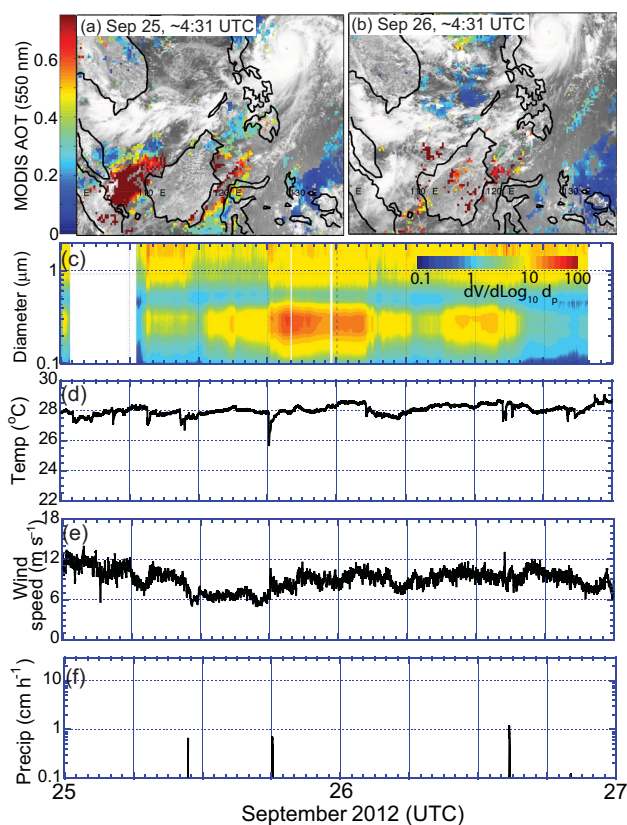 (a) Sep 25, ~4:31 UTC
(b) Sep 26, ~4:31 UTC
MODIS AOT (550 nm)
0.6
0.4
0.2
0
E 110 E 120 E 130
E 110 E 120 E 130
(c)
Diameter (µm)
1
0.1
0.1 1 10 100
dV/dLog10 dp
(d)
Temp (°C)
30
28
26
24
22
(e)
Wind
speed (m s-1)
18
12
6
0
(f)
Precip (cm h-1)
10
1
0.1
25 26 27
September 2012 (UTC)